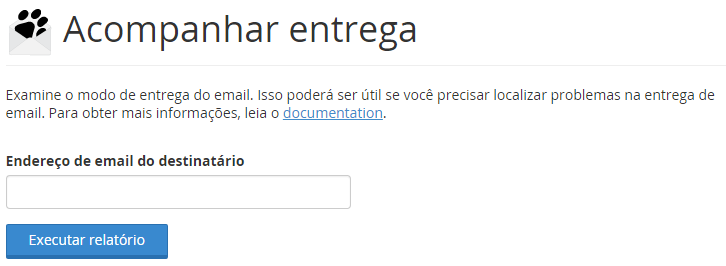 Acompanhar entrega
Examine o modo de entrega do email. Isso poderá ser útil se você precisar localizar problemas na entrega de
email. Para obter mais informações, leia o documentation.
Endereço de email do destinatário
Executar relatório